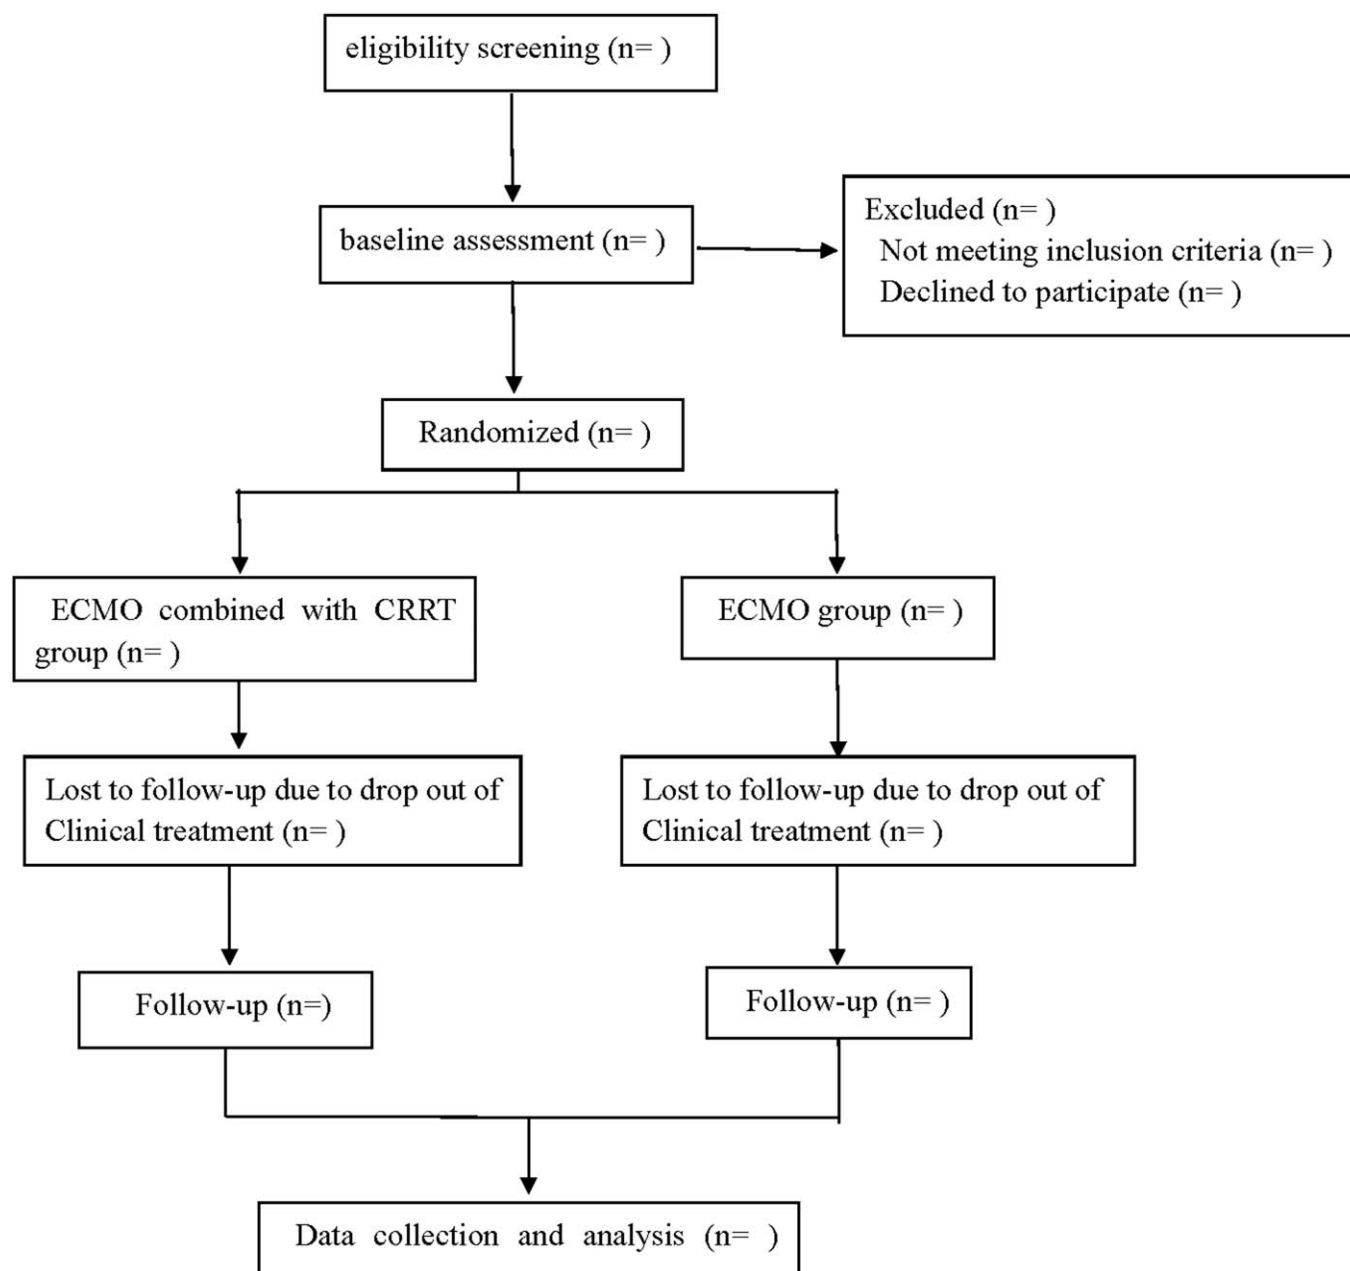 eligibility screening (n= )
baseline assessment (n= )
Excluded (n= )
Not meeting inclusion criteria (n= )
Declined to participate (n= )
Randomized (n= )
ECMO combined with CRRT
group (n= )
ECMO group (n= )
Lost to follow-up due to drop out of
Clinical treatment (n= )
Lost to follow-up due to drop out of
Clinical treatment (n= )
Follow-up (n=)
Follow-up (n= )
Data collection and analysis (n= )